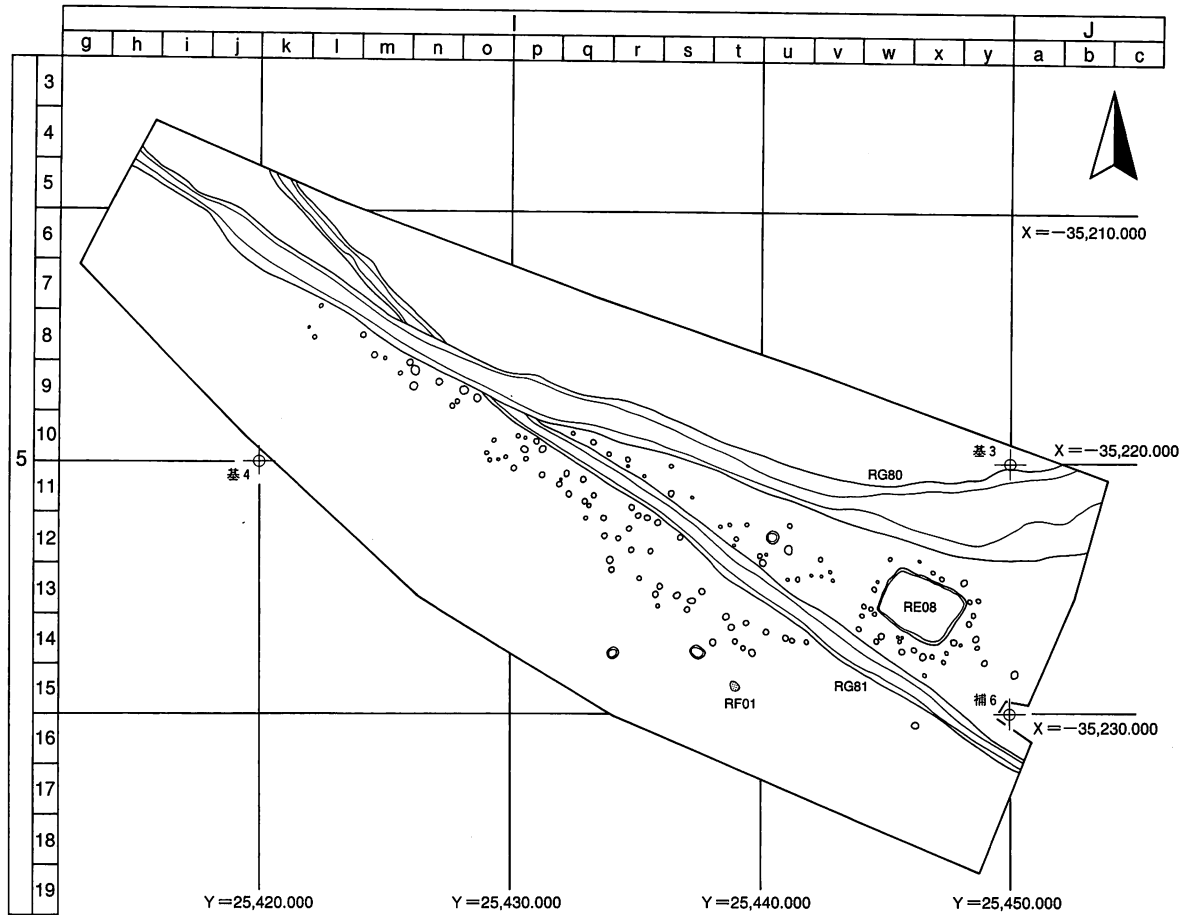 I J
g h i j k l m n o p q r s t u v w x y a b c
3
4
5
6
X=−35,210.000
7
8
9
10
基3
X=−35,220.000
5
基4
RG80
11
12
13
RE08
14
15
RG81
RF01
補6
X=−35,230.000
16
17
18
19
Y=25,420.000 Y=25,430.000 Y=25,440.000 Y=25,450.000